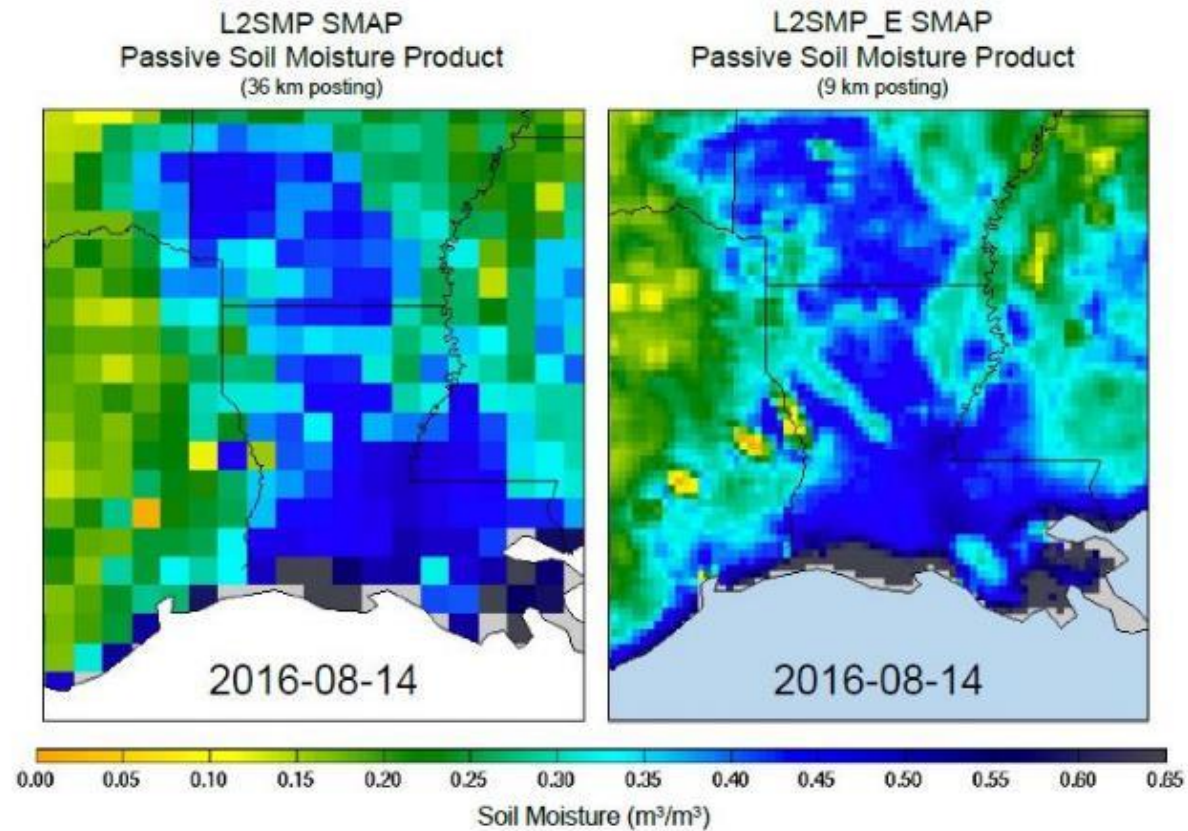 L2SMP SMAP
Passive Soil Moisture Product
(36 km posting)
L2SMP_E SMAP
Passive Soil Moisture Product
(9 km posting)
2016-08-14
2016-08-14
0.00 0.05 0.10 0.15 0.20 0.25 0.30 0.35 0.40 0.45 0.50 0.55 0.60 0.65
Soil Moisture (m³/m³)